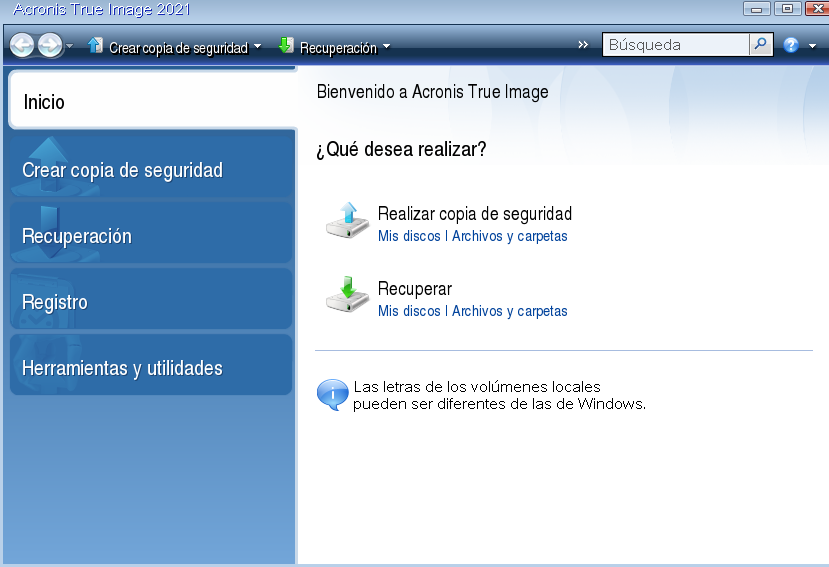 Acronis True Image 2021
Crear copia de seguridad
Recuperación
»
Búsqueda
?
Inicio
Crear copia de seguridad
Recuperación
Registro
Herramientas y utilidades
Bienvenido a Acronis True Image
¿Qué desea realizar?
Realizar copia de seguridad
Mis discos | Archivos y carpetas
Recuperar
Mis discos | Archivos y carpetas
Las letras de los volúmenes locales
pueden ser diferentes de las de Windows.